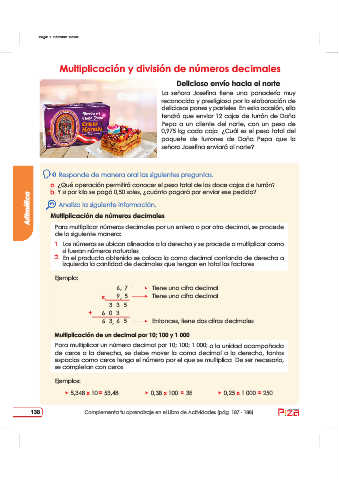 Multiplicación y división de números decimales
Delicioso envío hacia el norte
La señora Josefina tiene una panadería muy
reconocida y prestigiosa por la elaboración de
deliciosos panes y pasteles. En esta ocasión, ella
tendrá que enviar 12 cajas de turrón de Doña
Pepa a un cliente del norte, con un peso de
0,975 kg cada caja. ¿Cuál es el peso total del
paquete de turrones de Doña Pepa que la
señora Josefina enviará al norte?
Responde de manera oral las siguientes preguntas.
a. ¿Qué operación permitirá conocer el peso total de las doce cajas de turrón?
b. Y si por kilo se pagó 0,50 soles, ¿cuánto pagará por enviar ese pedido?
Analiza la siguiente información.
Aritmética
Multiplicación de números decimales
Para multiplicar números decimales por un entero o por otro decimal, se procede
de la siguiente manera:
1. Los números se ubican alineados a la derecha y se procede a multiplicar como
si fueran números naturales.
2. En el producto obtenido se coloca la coma decimal contando de derecha a
izquierda la cantidad de decimales que tengan en total los factores.
Ejemplo:
6, 7 Tiene una cifra decimal
x 9, 5 Tiene una cifra decimal
3 3 5
+ 6 0 3
6 3, 6 5 Entonces, tiene dos cifras decimales
Multiplicación de un decimal por 10; 100 y 1 000
Para multiplicar un número decimal por 10; 100; 1 000; o la unidad acompañada
de ceros a la derecha, se debe mover la coma decimal a la derecha, tantos
espacios como ceros tenga el número por el que se multiplica. De ser necesario,
se completan con ceros.
Ejemplos:
5,348 x 10 = 53,48 0,38 x 100 = 38 0,25 x 1 000 = 250
138
Complementa tu aprendizaje en el Libro de Actividades (pág. 187 - 188)